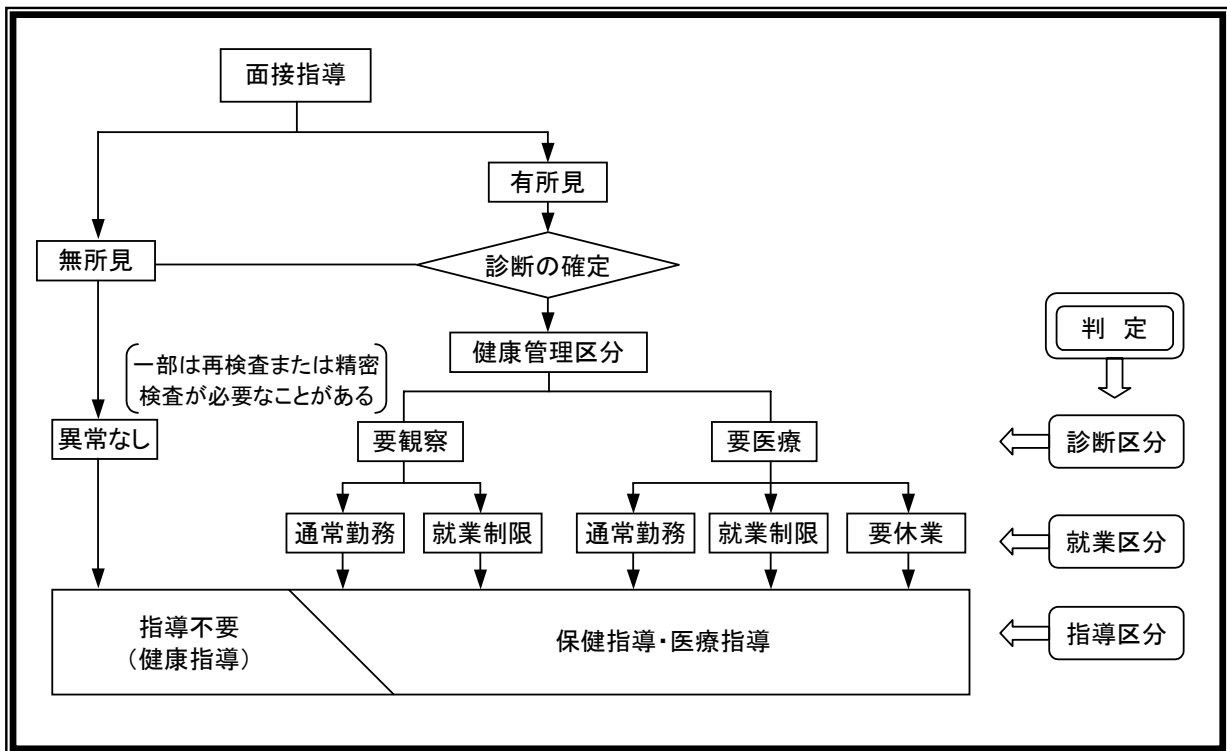 面接指導
有所見
無所見
診断の確定
判 定
健康管理区分
一部は再検査または精密
検査が必要なことがある
異常なし
要観察
要医療
診断区分
通常勤務
就業制限
通常勤務
就業制限
要休業
就業区分
指導不要
（健康指導）
保健指導・医療指導
指導区分